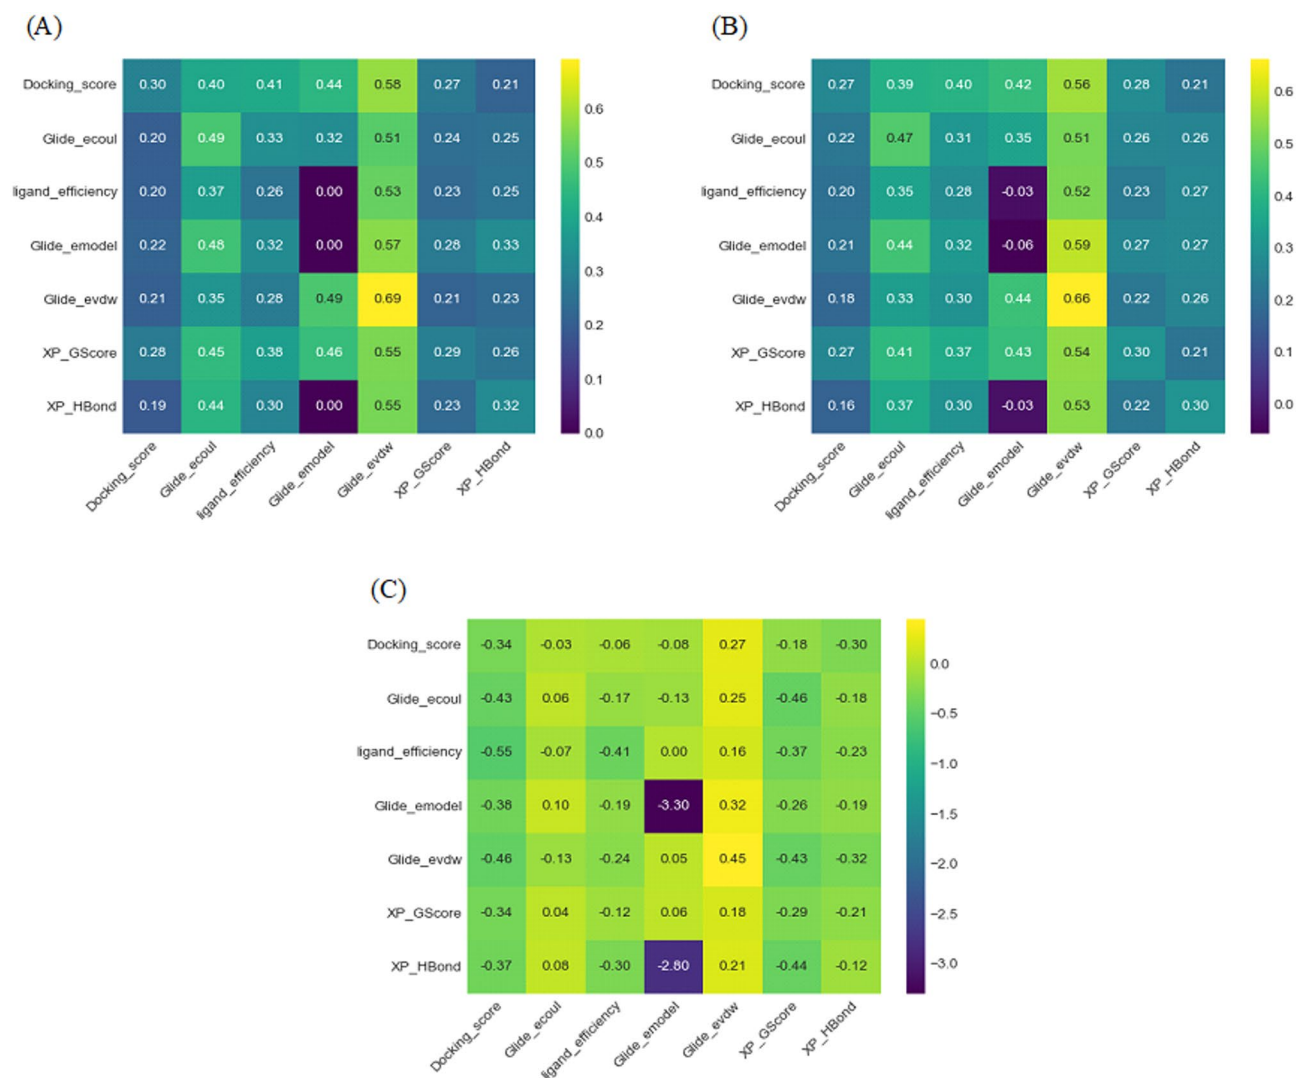 (A)
Docking_score 0.30 0.40 0.41 0.44 0.58 0.27 0.21
Glide_ecoul 0.20 0.49 0.33 0.32 0.51 0.24 0.25
ligand_efficiency 0.20 0.37 0.26 0.00 0.53 0.23 0.25
Glide_emodel 0.22 0.48 0.32 0.00 0.57 0.28 0.33
Glide_evdw 0.21 0.35 0.28 0.49 0.69 0.21 0.23
XP_GScore 0.28 0.45 0.38 0.46 0.55 0.29 0.26
XP_HBond 0.19 0.44 0.30 0.00 0.55 0.23 0.32
Docking_score Glide_ecoul ligand_efficiency Glide_emodel Glide_evdw XP_GScore XP_HBond
0.6
0.5
0.4
0.3
0.2
0.1
0.0
(B)
Docking_score 0.27 0.39 0.40 0.42 0.56 0.28 0.21
Glide_ecoul 0.22 0.47 0.31 0.35 0.51 0.26 0.26
ligand_efficiency 0.20 0.35 0.28 -0.03 0.52 0.23 0.27
Glide_emodel 0.21 0.44 0.32 -0.06 0.59 0.27 0.27
Glide_evdw 0.18 0.33 0.30 0.44 0.66 0.22 0.26
XP_GScore 0.27 0.41 0.37 0.43 0.54 0.30 0.21
XP_HBond 0.16 0.37 0.30 -0.03 0.53 0.22 0.30
Docking_score Glide_ecoul ligand_efficiency Glide_emodel Glide_evdw XP_GScore XP_HBond
0.6
0.5
0.4
0.3
0.2
0.1
0.0
(C)
Docking_score -0.34 -0.03 -0.06 -0.08 0.27 -0.18 -0.30
Glide_ecoul -0.43 0.06 -0.17 -0.13 0.25 -0.46 -0.18
ligand_efficiency -0.55 -0.07 -0.41 0.00 0.16 -0.37 -0.23
Glide_emodel -0.38 0.10 -0.19 -3.30 0.32 -0.26 -0.19
Glide_evdw -0.46 -0.13 -0.24 0.05 0.45 -0.43 -0.32
XP_GScore -0.34 0.04 -0.12 0.06 0.18 -0.29 -0.21
XP_HBond -0.37 0.08 -0.30 -2.80 0.21 -0.44 -0.12
Docking_score Glide_ecoul ligand_efficiency Glide_emodel Glide_evdw XP_GScore XP_HBond
0.0
−0.5
−1.0
−1.5
−2.0
−2.5
−3.0